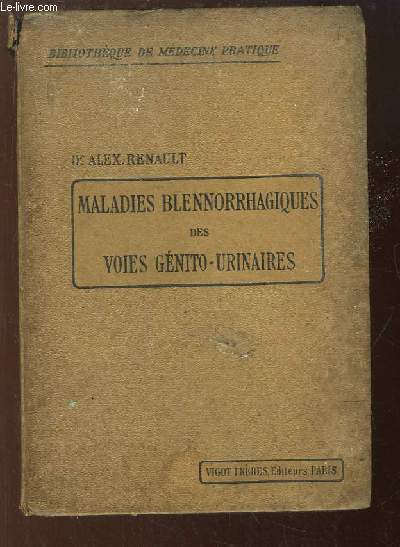 © Le-livre.com
BIBLIOTHÈQUE DE MÉDECINE PRATIQUE
Dr ALEX. RENAULT
MALADIES BLENNORRHAGIQUES
DES
VOIES GÉNITO-URINAIRES
VIGOT FRÈRES, Éditeurs, PARIS